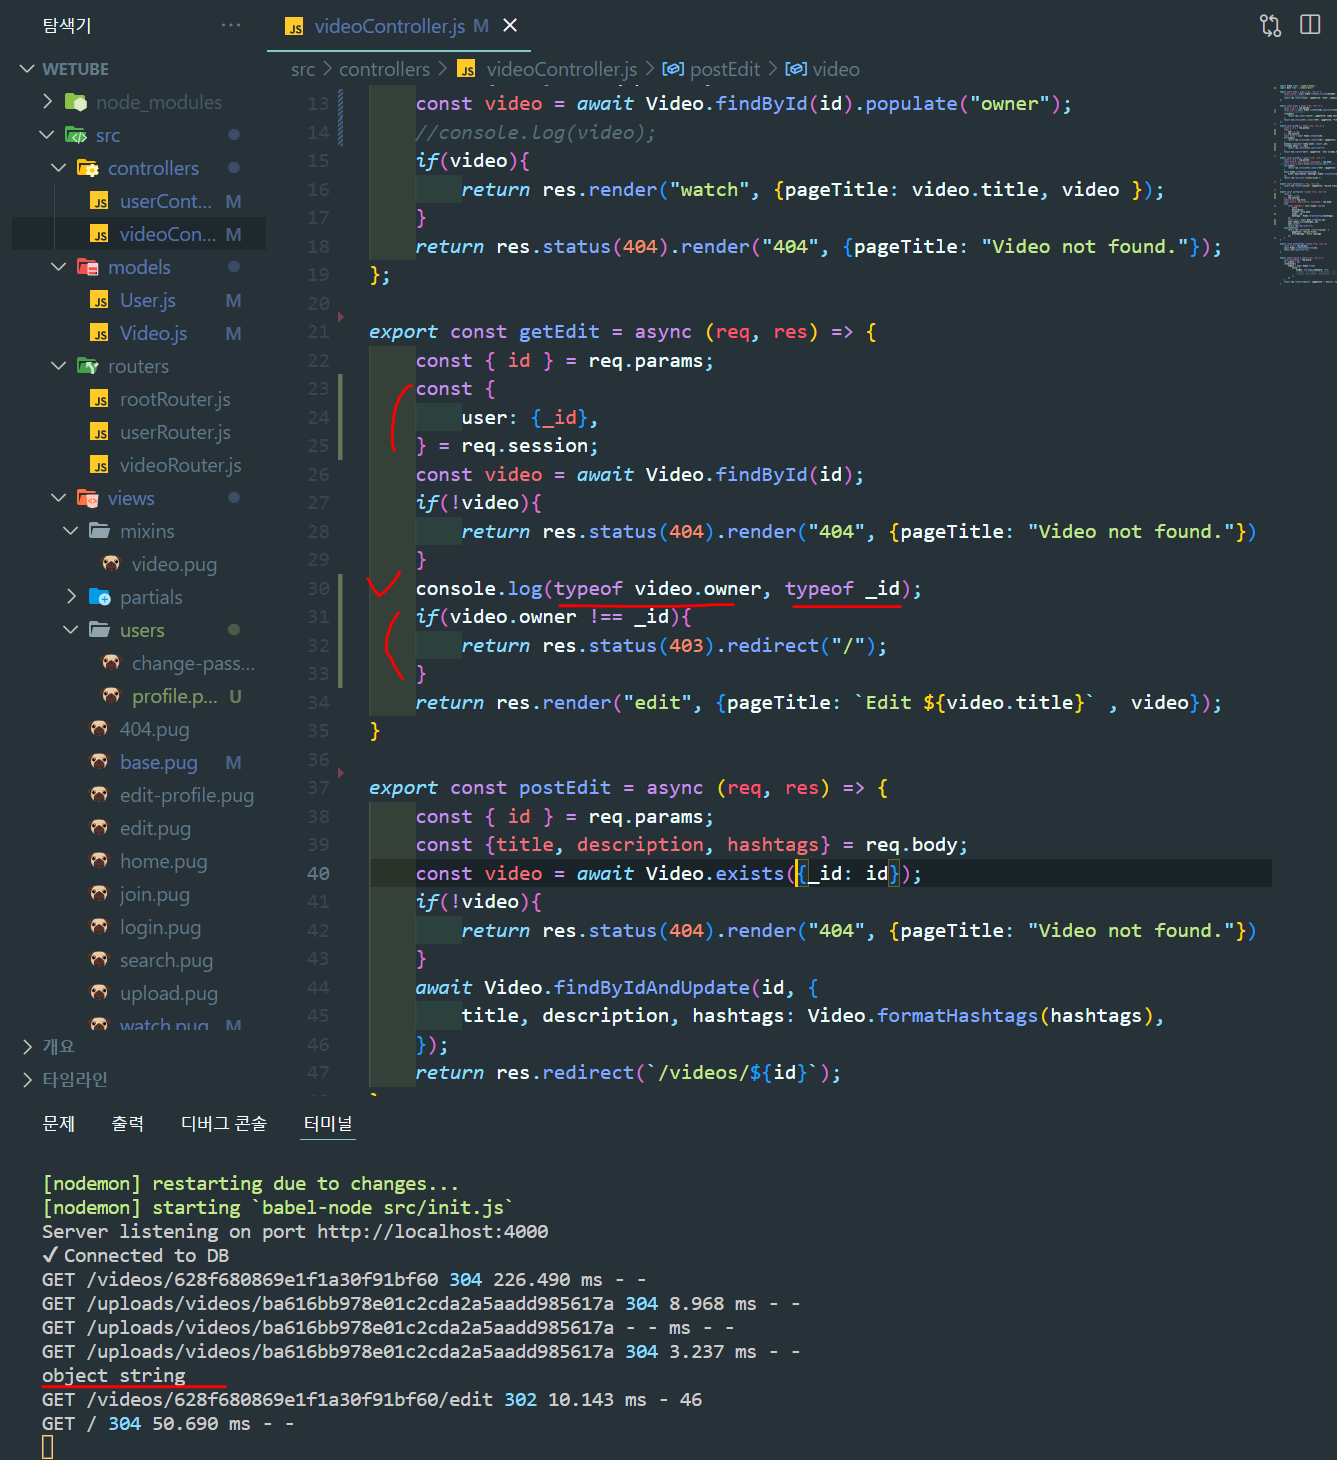 탐색기 ...
WETUBE
node_modules
src
controllers
userCont... M
videoCon... M
models
User.js M
Video.js M
routers
rootRouter.js
userRouter.js
videoRouter.js
views
mixins
video.pug
partials
users
change-pass...
profile.p... U
404.pug
base.pug M
edit-profile.pug
edit.pug
home.pug
join.pug
login.pug
search.pug
upload.pug
watch.pug M
개요
타임라인
JS videoController.js M
src > controllers > JS videoController.js > postEdit > video
13 const video = await Video.findById(id).populate("owner");
14 //console.log(video);
15 if(video){
16 return res.render("watch", {pageTitle: video.title, video });
17 }
18 return res.status(404).render("404", {pageTitle: "Video not found."});
19 };
20
21 export const getEdit = async (req, res) => {
22 const { id } = req.params;
23 const {
24 user: {_id},
25 } = req.session;
26 const video = await Video.findById(id);
27 if(!video){
28 return res.status(404).render("404", {pageTitle: "Video not found."})
29 }
30 console.log(typeof video.owner, typeof _id);
31 if(video.owner !== _id){
32 return res.status(403).redirect("/");
33 }
34 return res.render("edit", {pageTitle: `Edit ${video.title}` , video});
35 }
36
37 export const postEdit = async (req, res) => {
38 const { id } = req.params;
39 const {title, description, hashtags} = req.body;
40 const video = await Video.exists({_id: id});
41 if(!video){
42 return res.status(404).render("404", {pageTitle: "Video not found."})
43 }
44 await Video.findByIdAndUpdate(id, {
45 title, description, hashtags: Video.formatHashtags(hashtags),
46 });
47 return res.redirect(`/videos/${id}`);
문제 출력 디버그 콘솔 터미널
[nodemon] restarting due to changes...
[nodemon] starting `babel-node src/init.js`
Server listening on port http://localhost:4000
✓ Connected to DB
GET /videos/628f680869e1f1a30f91bf60 304 226.490 ms - -
GET /uploads/videos/ba616bb978e01c2cda2a5aadd985617a 304 8.968 ms - -
GET /uploads/videos/ba616bb978e01c2cda2a5aadd985617a - - ms - -
GET /uploads/videos/ba616bb978e01c2cda2a5aadd985617a 304 3.237 ms - -
object string
GET /videos/628f680869e1f1a30f91bf60/edit 302 10.143 ms - 46
GET / 304 50.690 ms - -